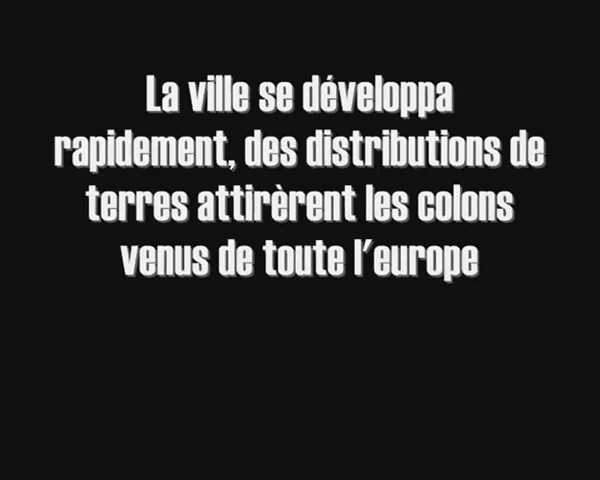 La ville se développa
rapidement, des distributions de
terres attirèrent les colons
venus de toute l'europe